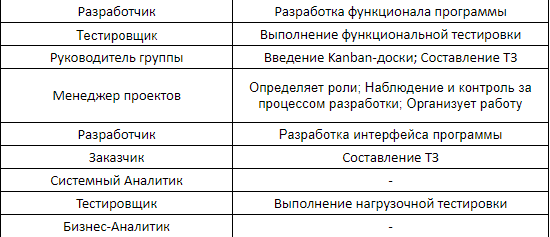 Разработчик Разработка функционала программы
Тестировщик Выполнение функциональной тестировки
Руководитель группы Введение Kanban-доски; Составление ТЗ
Менеджер проектов Определяет роли; Наблюдение и контроль за
процессом разработки; Организует работу
Разработчик Разработка интерфейса программы
Заказчик Составление ТЗ
Системный Аналитик -
Тестировщик Выполнение нагрузочной тестировки
Бизнес-Аналитик -